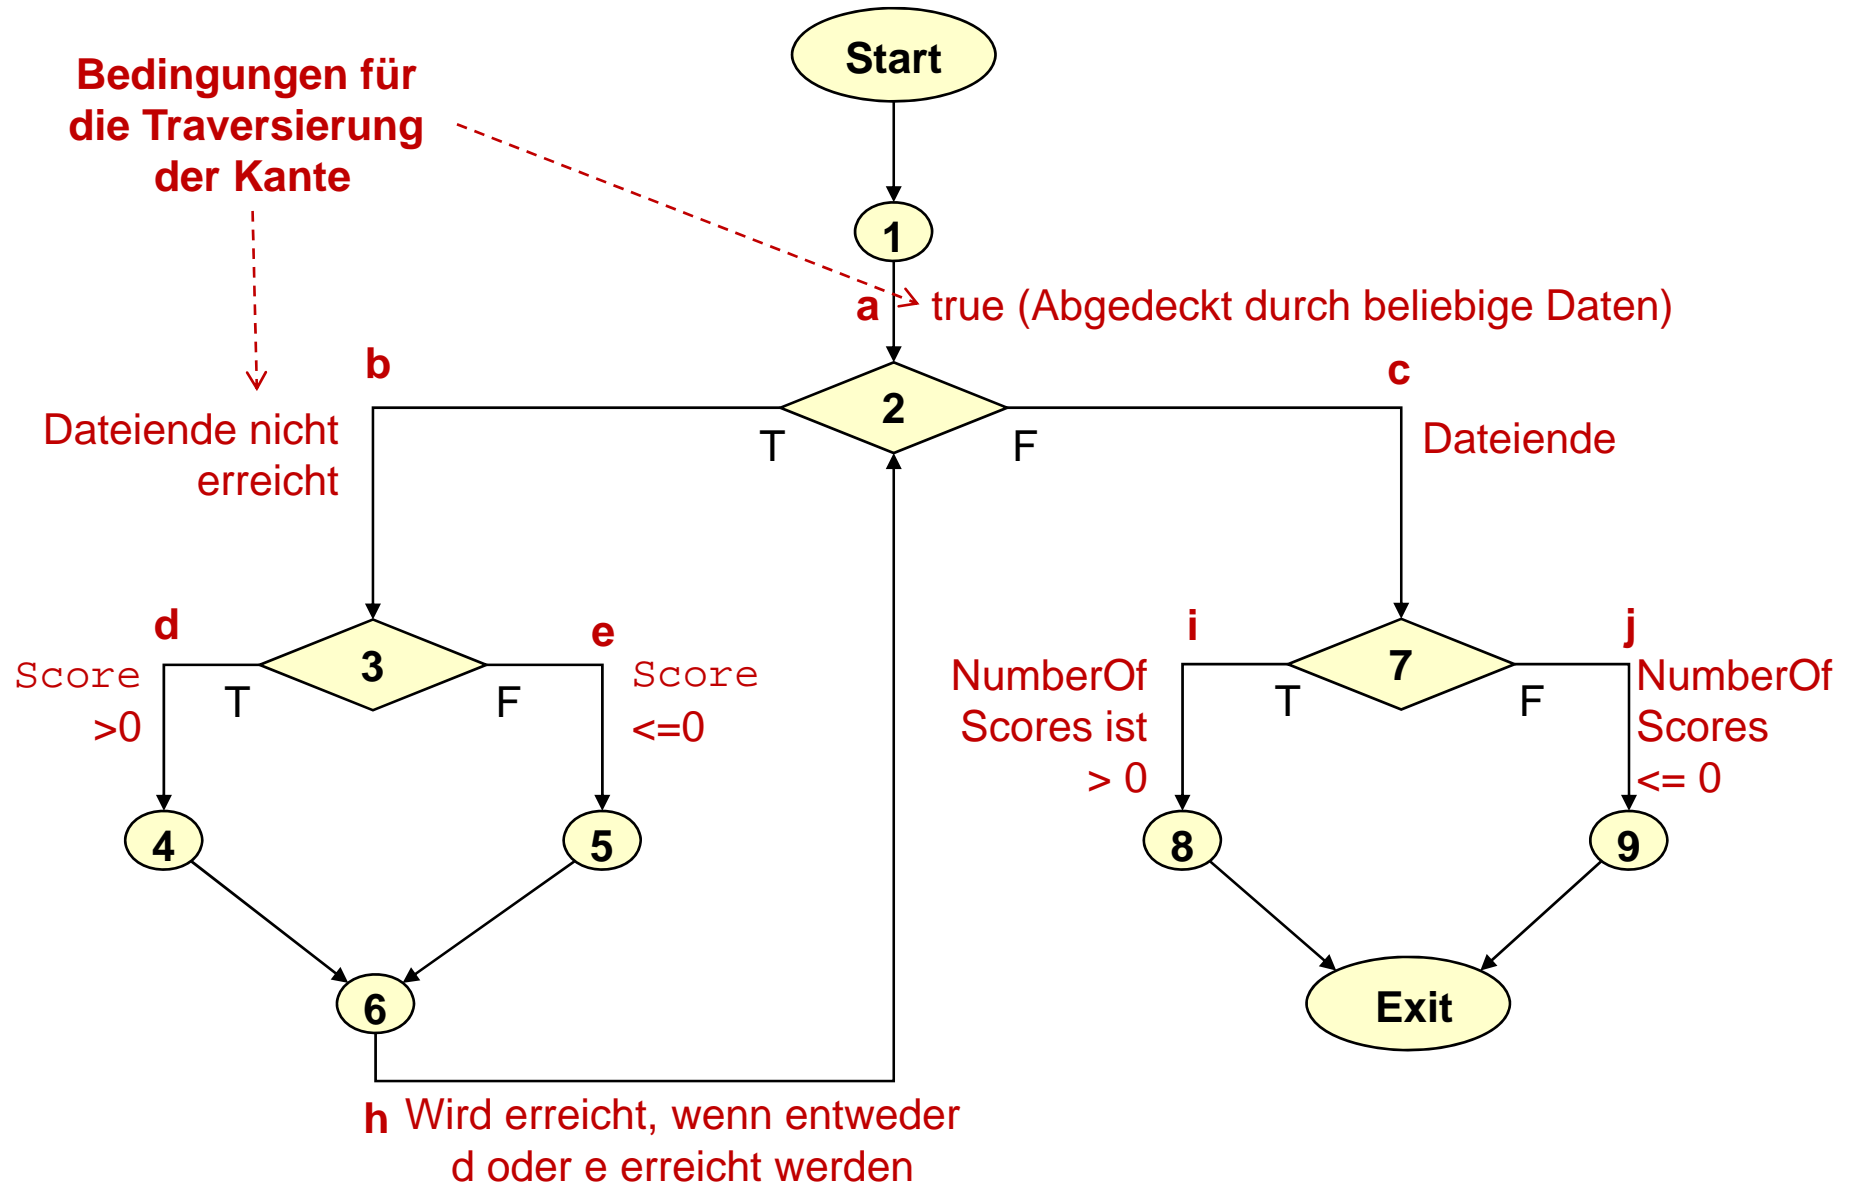 Start
Bedingungen für
die Traversierung
der Kante
1
a
true (Abgedeckt durch beliebige Daten)
b
c
2
Dateiende nicht
erreicht
T
F
Dateiende
d
e
i
j
3
7
Score
>0
T
F
Score
<=0
NumberOf
Scores ist
> 0
T
F
NumberOf
Scores
<= 0
4
5
8
9
6
Exit
h
Wird erreicht, wenn entweder
d oder e erreicht werden